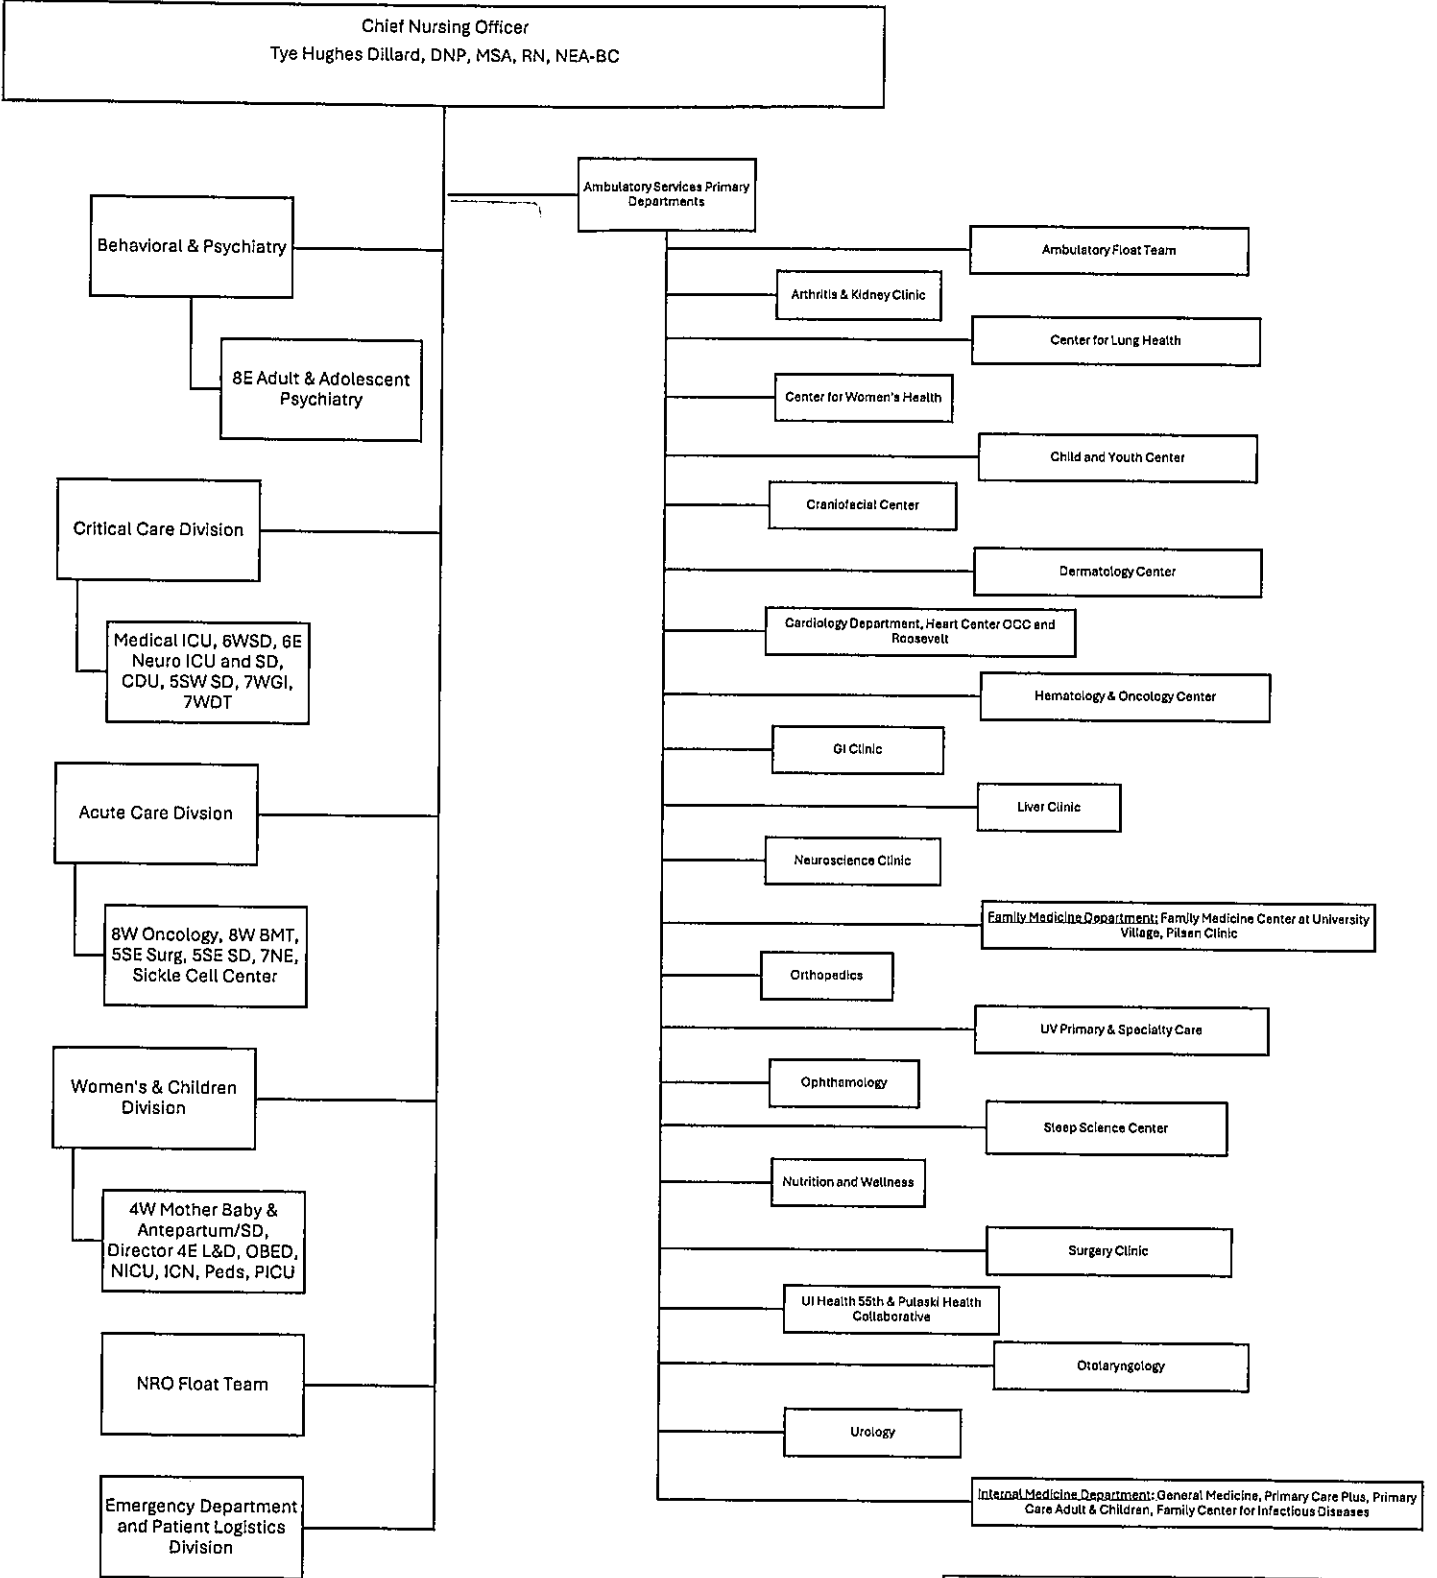 Chief Nursing Officer
Tye Hughes Dillard, DNP, MSA, RN, NEA-BC
Ambulatory Services Primary
Departments
Behavioral & Psychiatry
8E Adult & Adolescent
Psychiatry
Critical Care Division
Medical ICU, 6WSD, 6E
Neuro ICU and SD,
CDU, 5SW SD, 7WGI,
7WDT
Acute Care Divsion
8W Oncology, 8W BMT,
5SE Surg, 5SE SD, 7NE,
Sickle Cell Center
Women's & Children
Division
4W Mother Baby &
Antepartum/SD,
Director 4E L&D, OBED,
NICU, ICN, Peds, PICU
NRO Float Team
Emergency Department
and Patient Logistics
Division
Ambulatory Float Team
Arthritis & Kidney Clinic
Center for Lung Health
Center for Women's Health
Child and Youth Center
Craniofacial Center
Dermatology Center
Cardiology Department, Heart Center OCC and
Roosevelt
Hematology & Oncology Center
GI Clinic
Liver Clinic
Neuroscience Clinic
Family Medicine Department: Family Medicine Center at University
Village, Pilsen Clinic
Orthopedics
UV Primary & Specialty Care
Ophthamology
Sleep Science Center
Nutrition and Wellness
Surgery Clinic
UI Health 55th & Pulaski Health
Collaborative
Otolaryngology
Urology
Internal Medicine Department: General Medicine, Primary Care Plus, Primary
Care Adult & Children, Family Center for Infectious Diseases